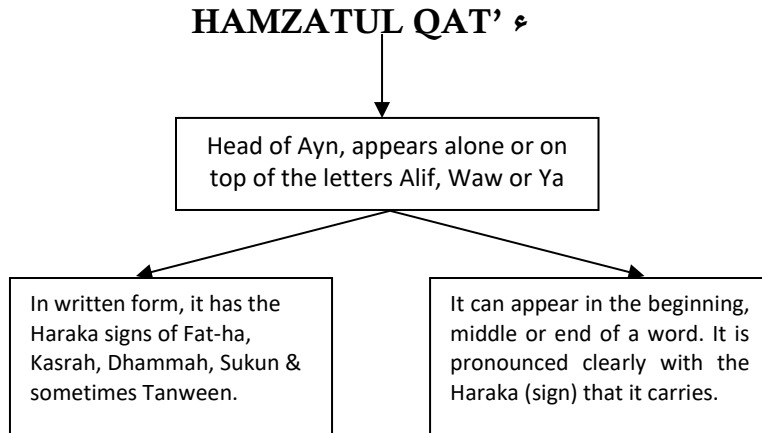 HAMZATUL QAT’ ء
Head of Ayn, appears alone or on
top of the letters Alif, Waw or Ya
In written form, it has the
Haraka signs of Fat-ha,
Kasrah, Dhammah, Sukun &
sometimes Tanween.
It can appear in the beginning,
middle or end of a word. It is
pronounced clearly with the
Haraka (sign) that it carries.